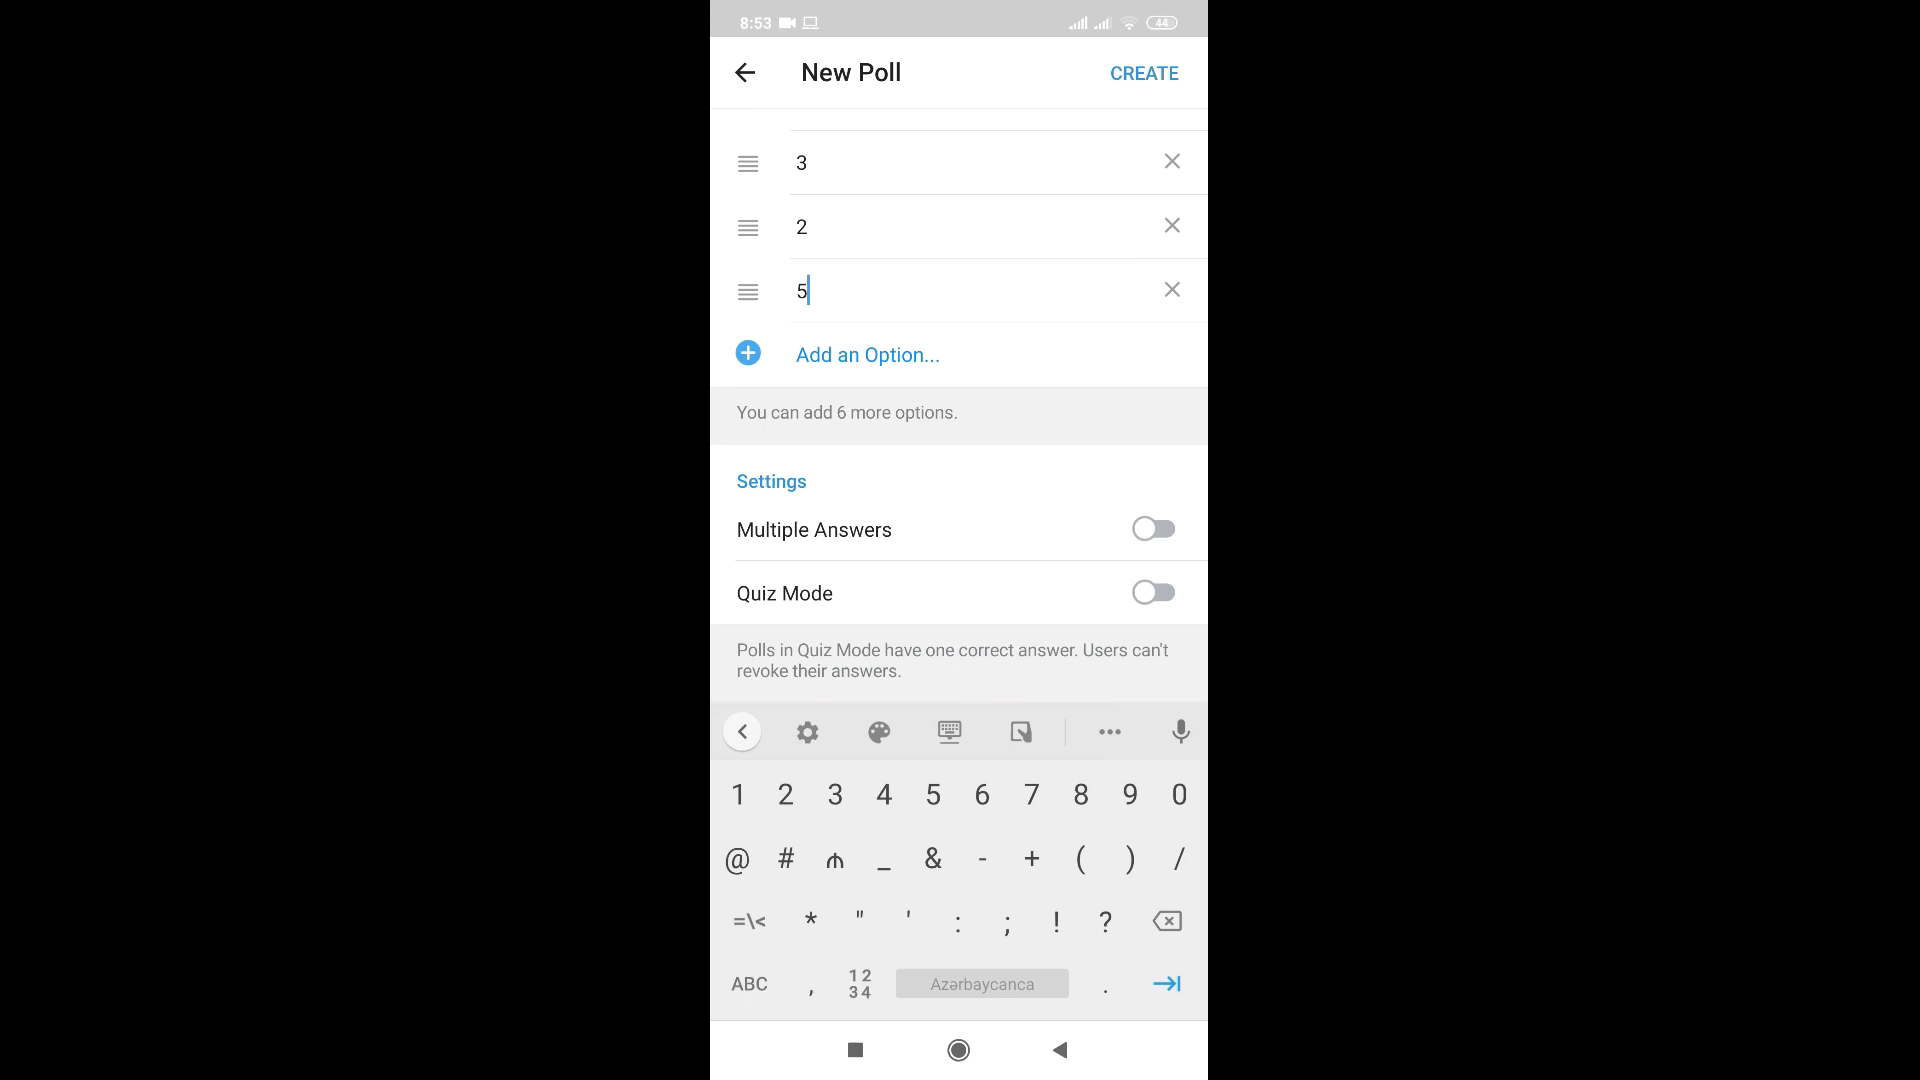 8:53 44
New Poll CREATE
3
2
5
Add an Option...
You can add 6 more options.
Settings
Multiple Answers
Quiz Mode
Polls in Quiz Mode have one correct answer. Users can't
revoke their answers.
1 2 3 4 5 6 7 8 9 0
@ # ₼ _ & - + ( ) /
=\< * " ' : ; ! ?
ABC , 12 34 Azərbaycanca .